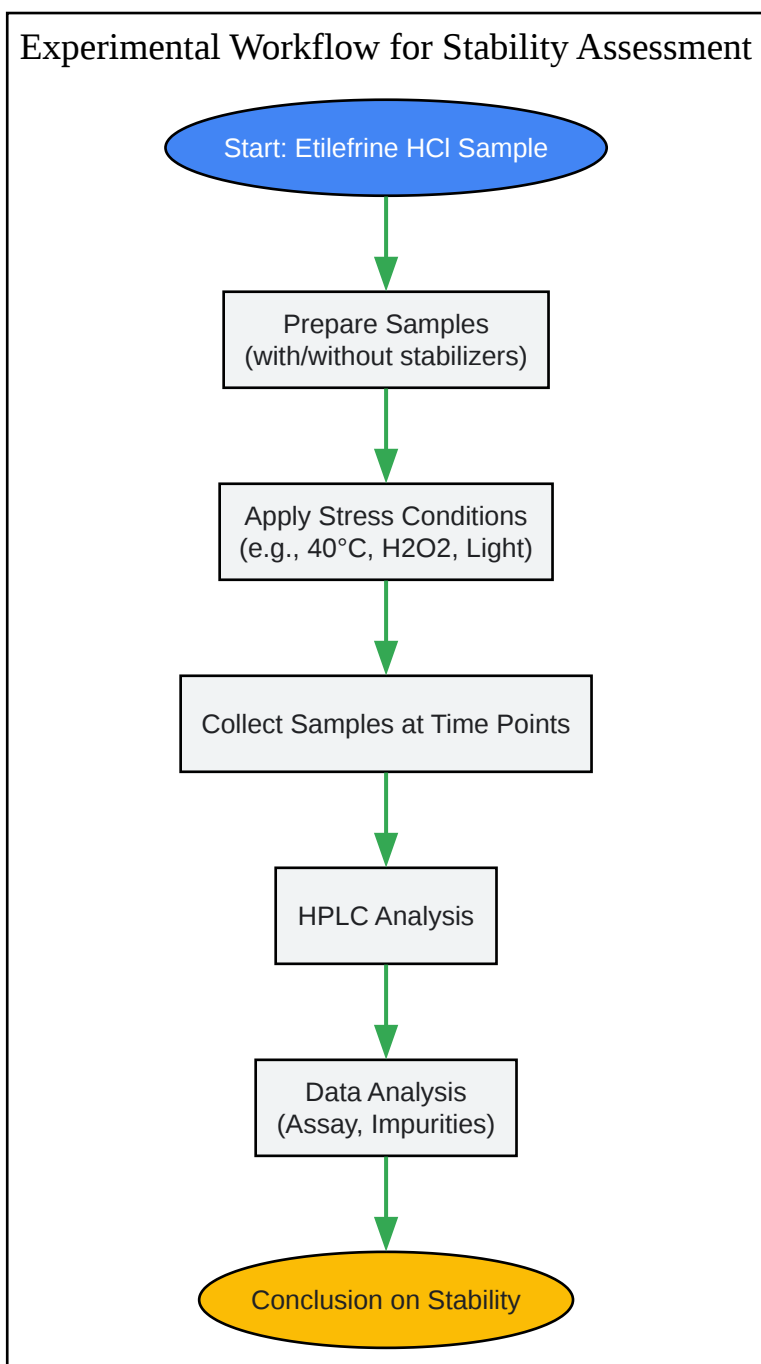 Experimental Workflow for Stability Assessment
Start: Etilefrine HCl Sample
Prepare Samples
(with/without stabilizers)
Apply Stress Conditions
(e.g., 40°C, H2O2, Light)
Collect Samples at Time Points
HPLC Analysis
Data Analysis
(Assay, Impurities)
Conclusion on Stability